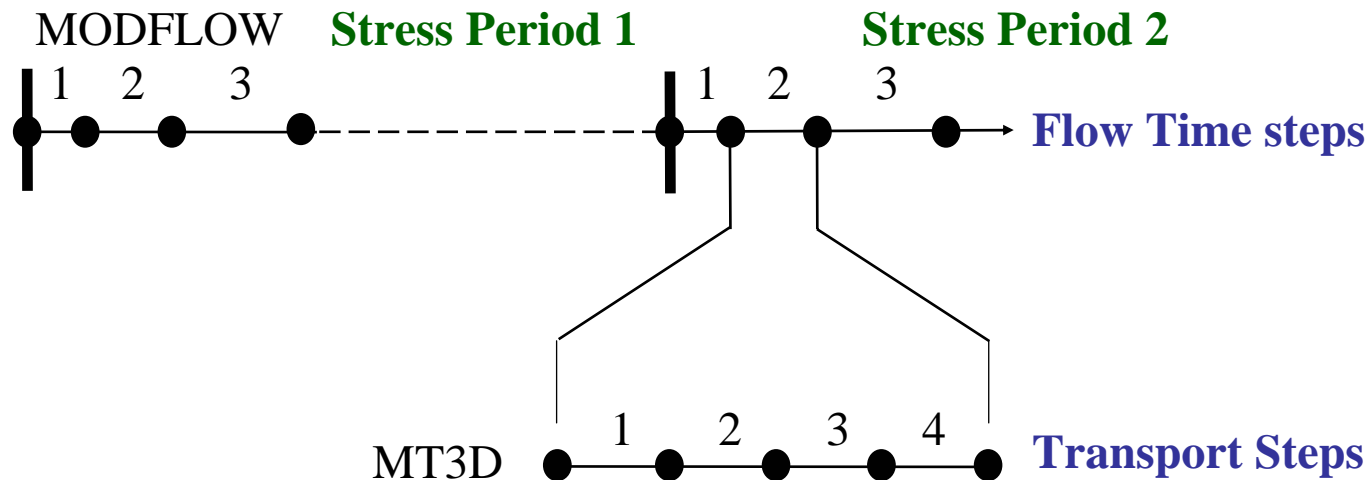 MODFLOW Stress Period 1 Stress Period 2
1 2 3 1 2 3
Flow Time steps
1 2 3 4
MT3D Transport Steps